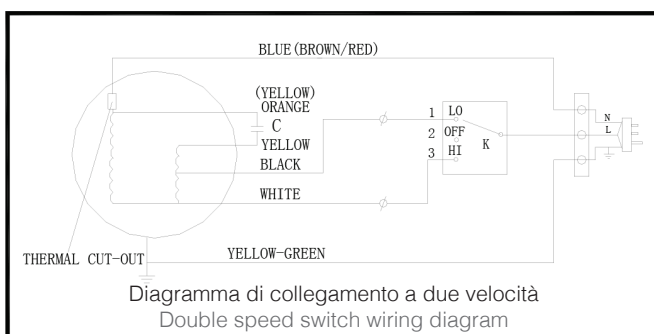 BLUE(BROWN/RED)
(YELLOW)
ORANGE
C
YELLOW
BLACK
WHITE
1 LO
2 OFF
3 HI
K
N
L
THERMAL CUT-OUT
YELLOW-GREEN
Diagramma di collegamento a due velocità
Double speed switch wiring diagram